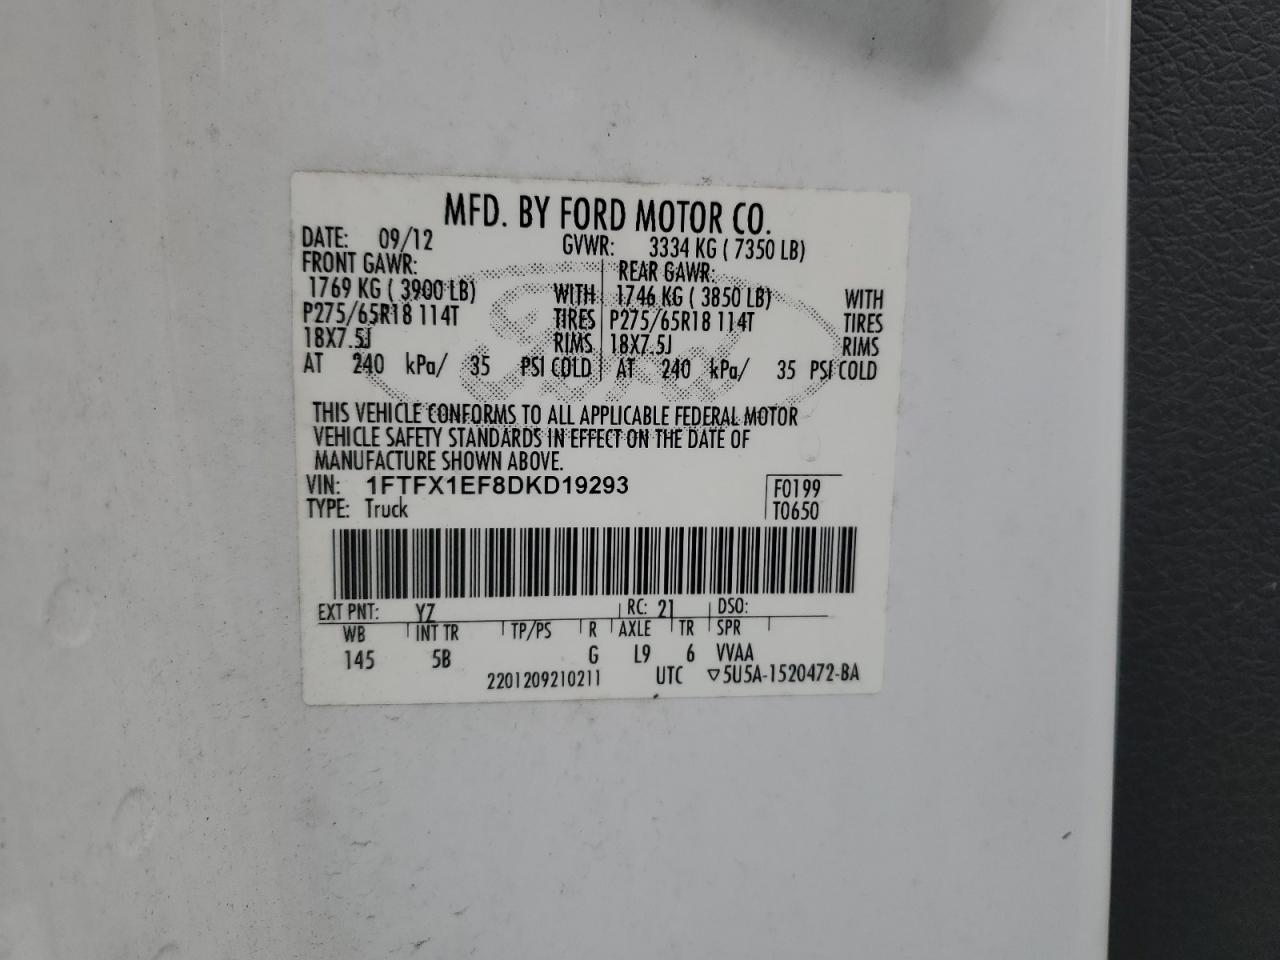 MFD. BY FORD MOTOR CO.
DATE: 09/12 GVWR: 3334 KG ( 7350 LB)
FRONT GAWR: REAR GAWR:
1769 KG ( 3900 LB) WITH 1746 KG ( 3850 LB) WITH
P275/65R18 114T TIRES P275/65R18 114T TIRES
18X7.5J RIMS 18X7.5J RIMS
AT 240 kPa/ 35 PSI COLD AT 240 kPa/ 35 PSI COLD
THIS VEHICLE CONFORMS TO ALL APPLICABLE FEDERAL MOTOR
VEHICLE SAFETY STANDARDS IN EFFECT ON THE DATE OF
MANUFACTURE SHOWN ABOVE.
VIN: 1FTFX1EF8DKD19293 F0199
TYPE: Truck T0650
EXT PNT: YZ RC: 21 DSO:
WB INT TR TP/PS R AXLE TR SPR
145 5B G L9 6 VVAA
2201209210211 UTC ▽5U5A-1520472-BA